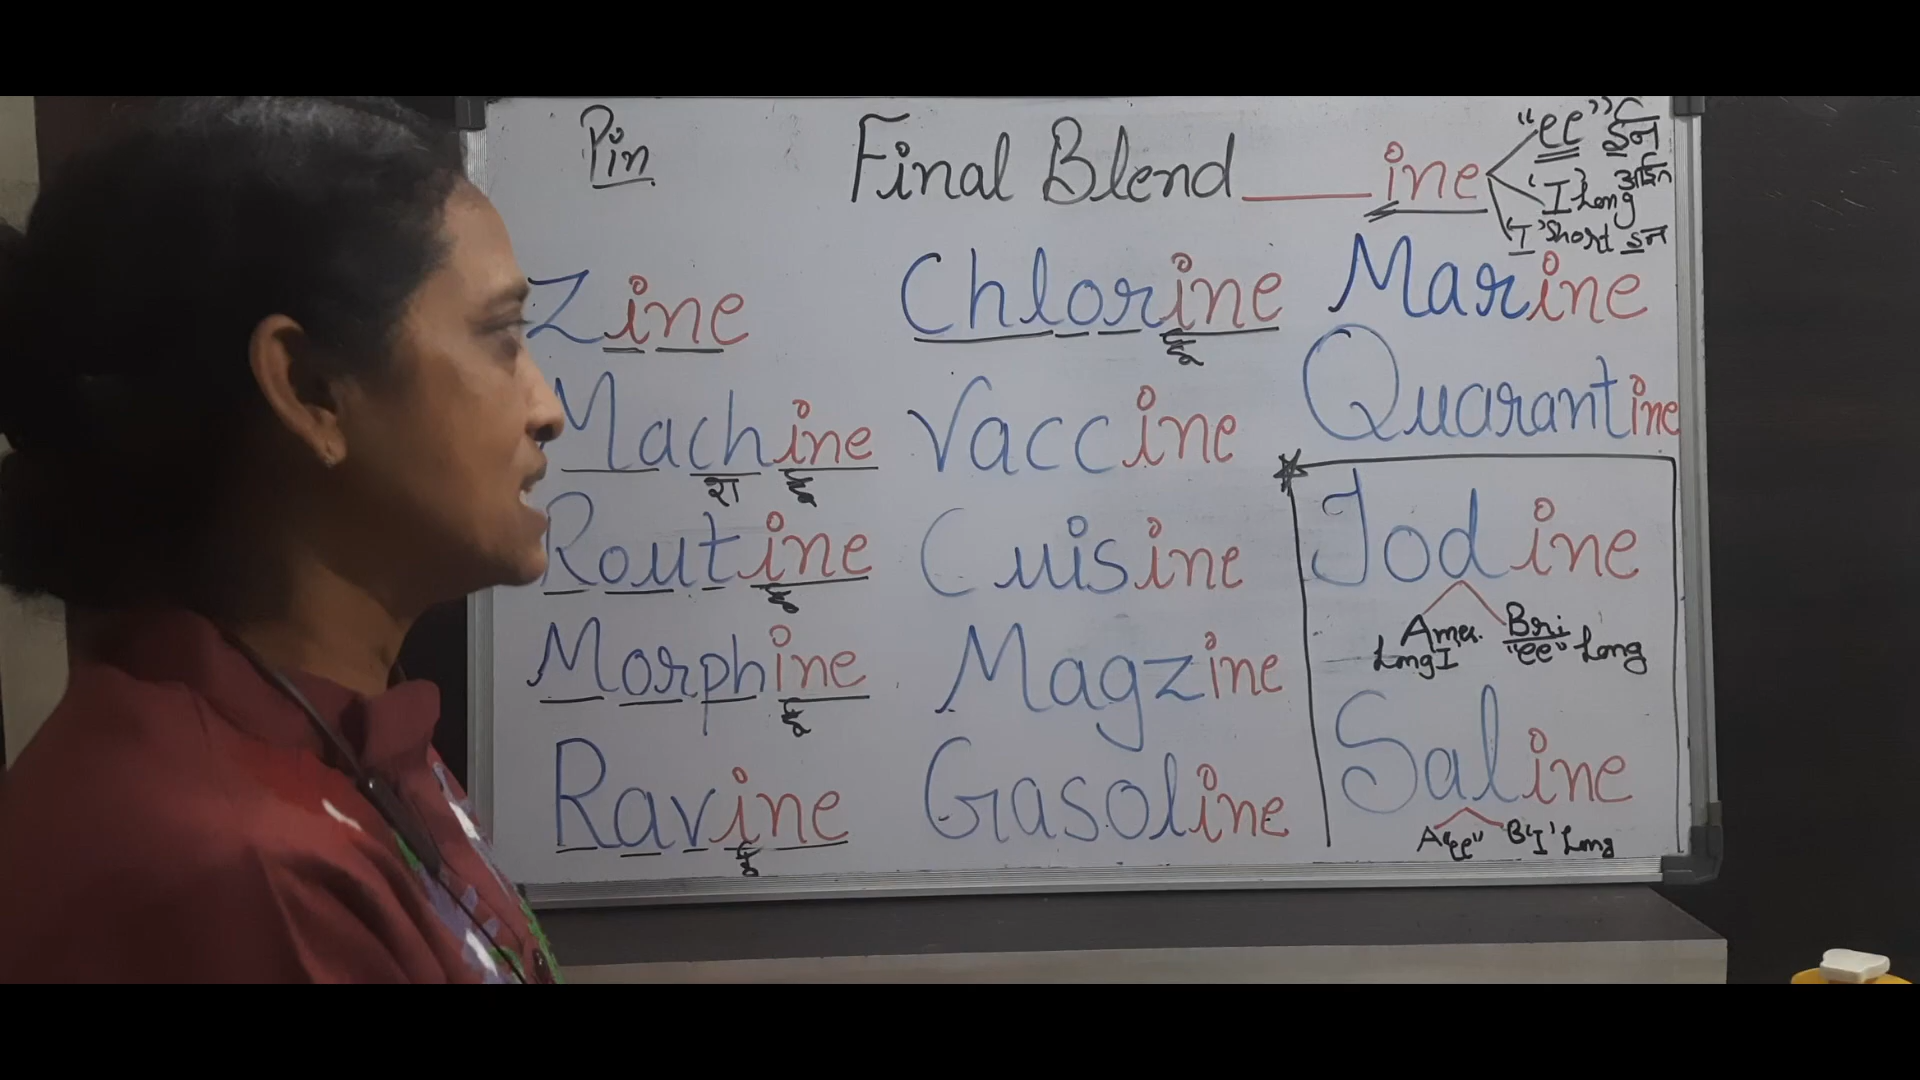 Pin
Final Blend ____ine
"ee" ईन
'I' Long आईन
'I' Short इन
Zine
Machine
श
ई
Routine
ई
Morphine
ई
Ravine
ई
Chlorine
ई
Vaccine
Cuisine
Magzine
Gasoline
Marine
Quarantine
Iodine
Amer. Bri
Long I "ee" Long
Saline
A "ee" B 'I' Long